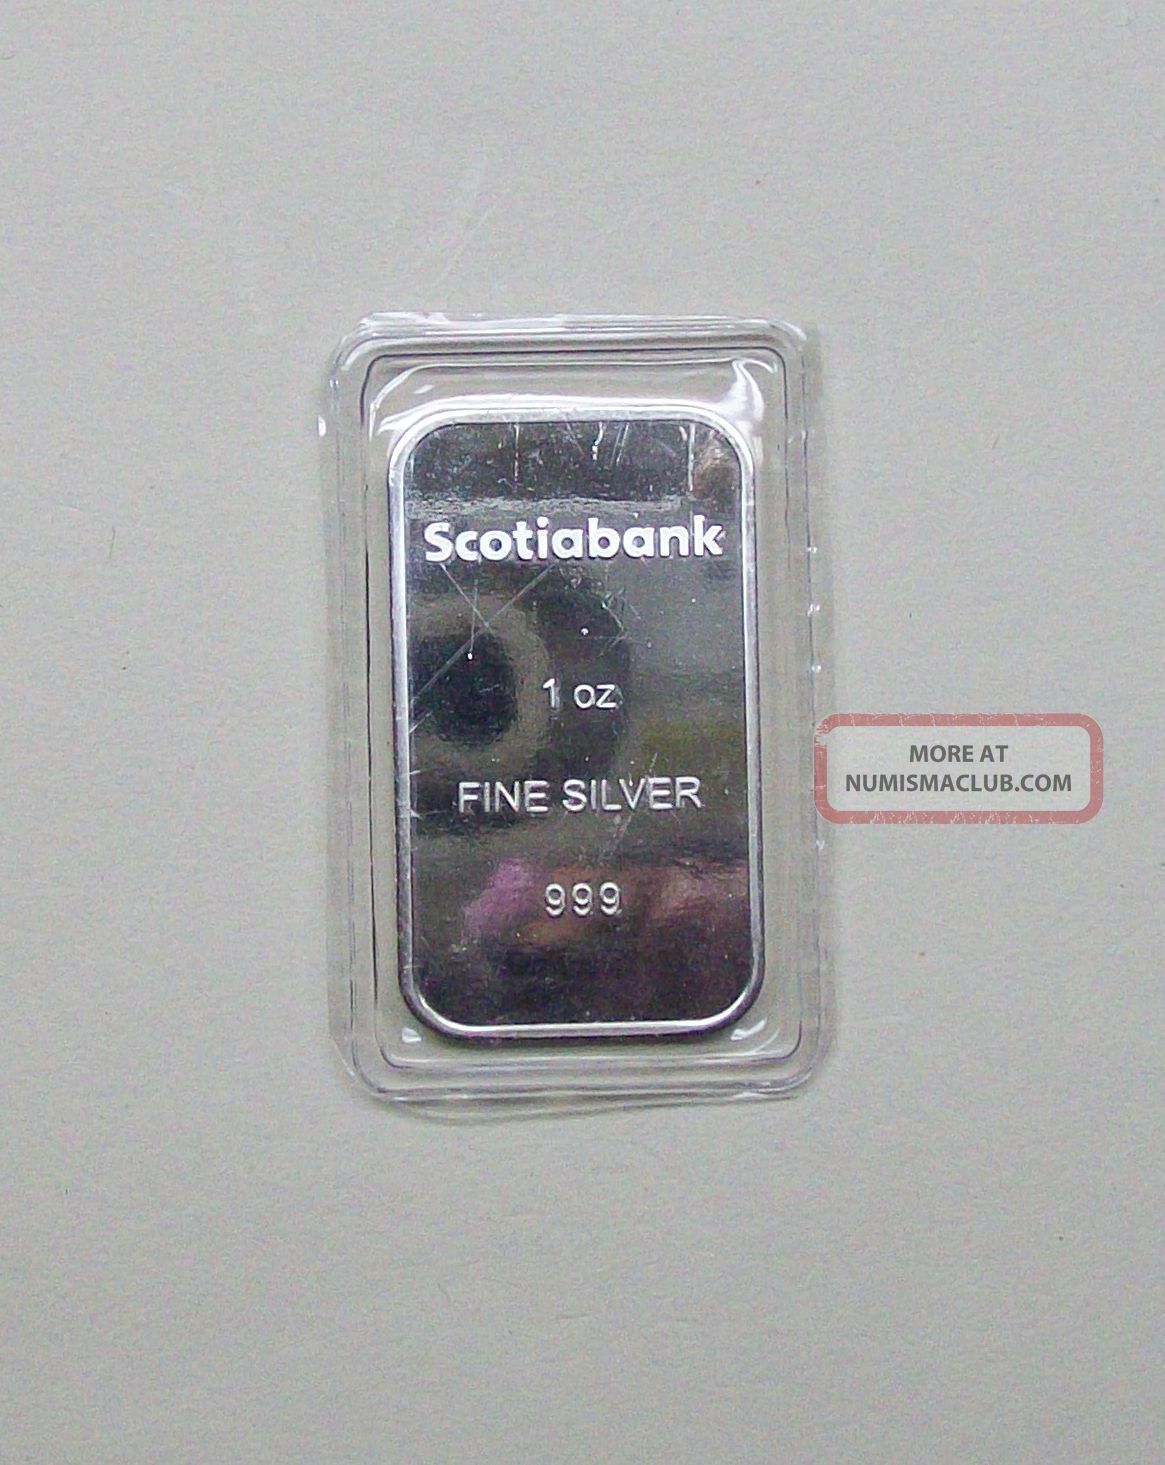 Scotiabank
1 oz
FINE SILVER
999
MORE AT
NUMISMACLUB.COM